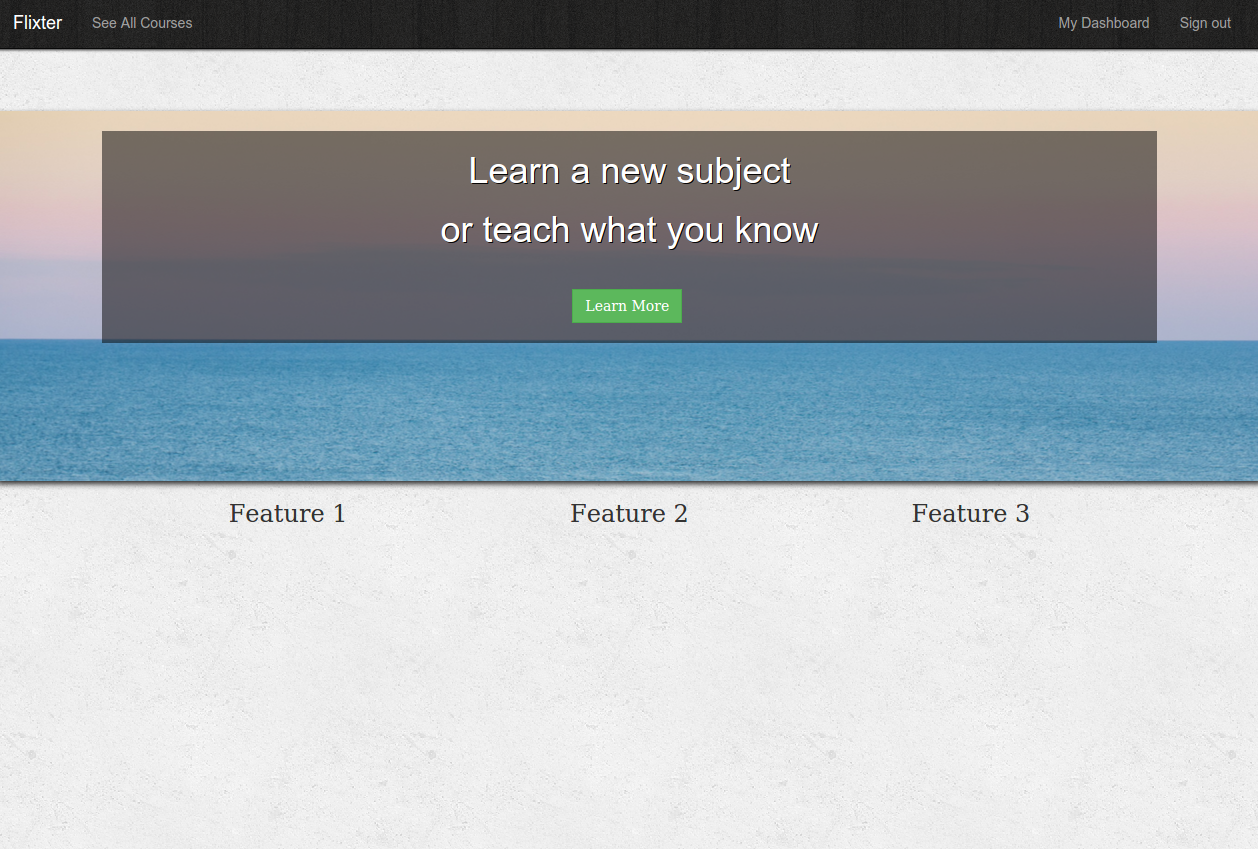 Flixter See All Courses My Dashboard Sign out
Learn a new subject
or teach what you know
Learn More
Feature 1 Feature 2 Feature 3